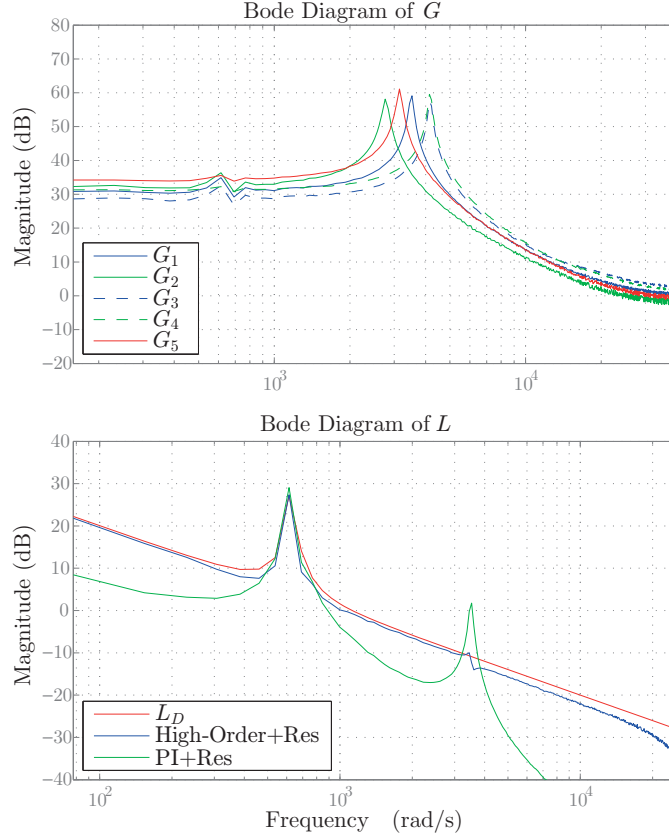 Bode Diagram of G
80
70
60
50
40
30
20
10
0
−10
−20
Magnitude (dB)
G1
G2
G3
G4
G5
10^3
10^4
Bode Diagram of L
40
30
20
10
0
−10
−20
−30
−40
Magnitude (dB)
L_D
High-Order+Res
PI+Res
10^2
10^3
10^4
Frequency (rad/s)